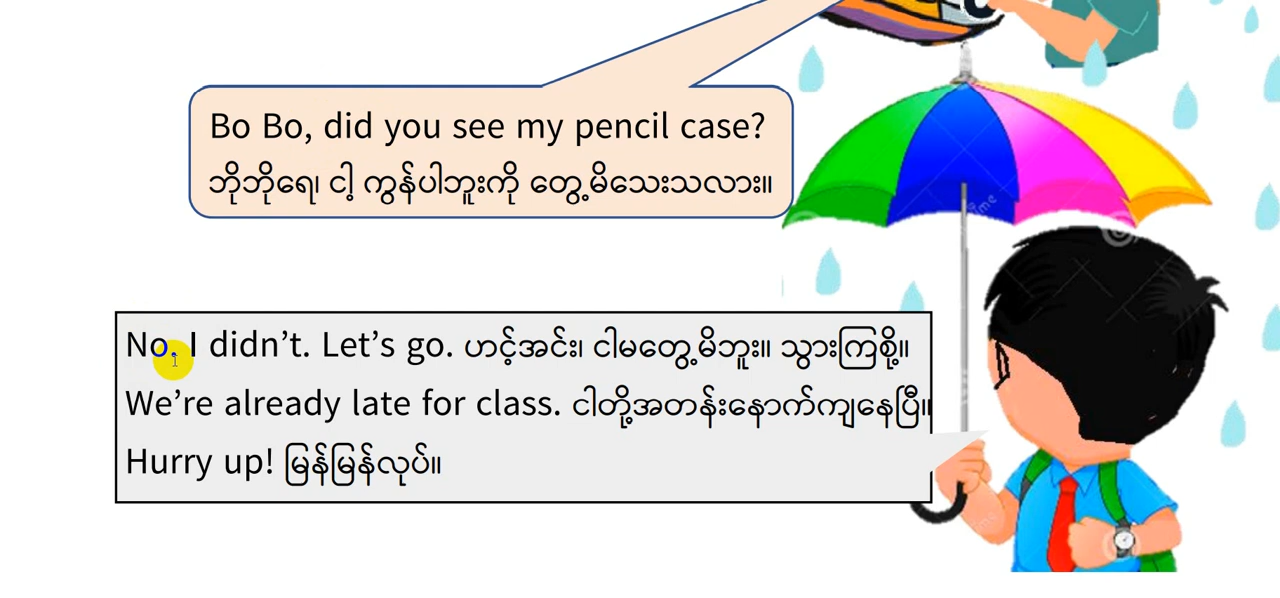 Bo Bo, did you see my pencil case?
ဘိုဘိုရေ၊ ငါ့ ကွန်ပါဘူးကို တွေ့မိသေးသလား။
No, I didn’t. Let’s go. ဟင့်အင်း၊ ငါမတွေ့မိဘူး။ သွားကြစို့။
We’re already late for class. ငါတို့အတန်းနောက်ကျနေပြီ။
Hurry up! မြန်မြန်လုပ်။